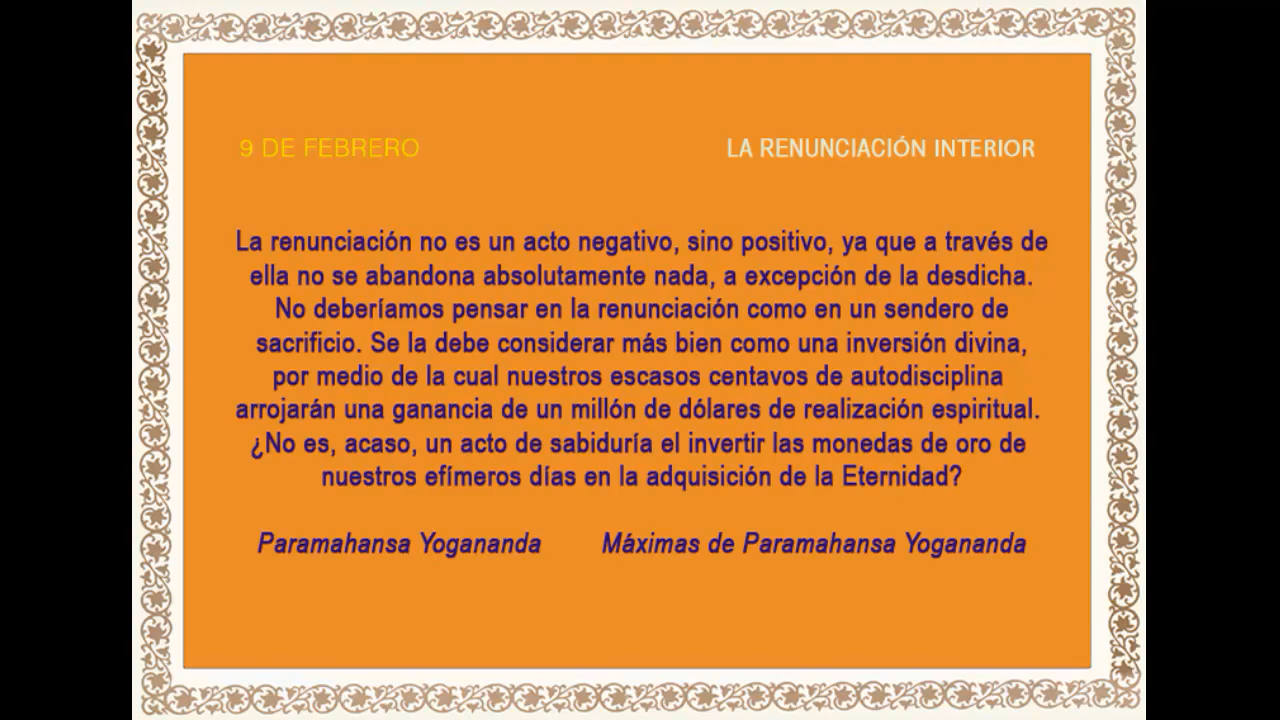 9 DE FEBRERO LA RENUNCIACIÓN INTERIOR
La renunciación no es un acto negativo, sino positivo, ya que a través de
ella no se abandona absolutamente nada, a excepción de la desdicha.
No deberíamos pensar en la renunciación como en un sendero de
sacrificio. Se la debe considerar más bien como una inversión divina,
por medio de la cual nuestros escasos centavos de autodisciplina
arrojarán una ganancia de un millón de dólares de realización espiritual.
¿No es, acaso, un acto de sabiduría el invertir las monedas de oro de
nuestros efímeros días en la adquisición de la Eternidad?
Paramahansa Yogananda Máximas de Paramahansa Yogananda